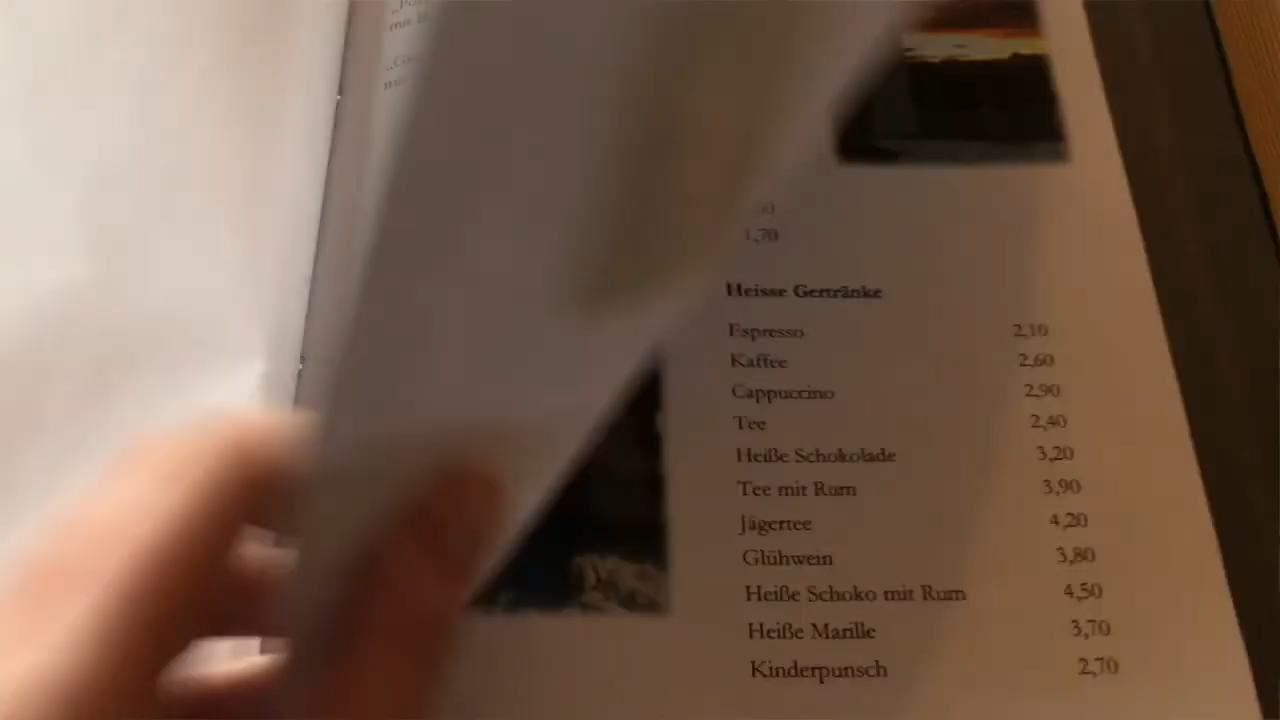 1,70
Heisse Gertränke
Espresso 2,10
Kaffee 2,60
Cappuccino 2,90
Tee 2,40
Heiße Schokolade 3,20
Tee mit Rum 3,90
Jägertee 4,20
Glühwein 3,80
Heiße Schoko mit Rum 4,50
Heiße Marille 3,70
Kinderpunsch 2,70